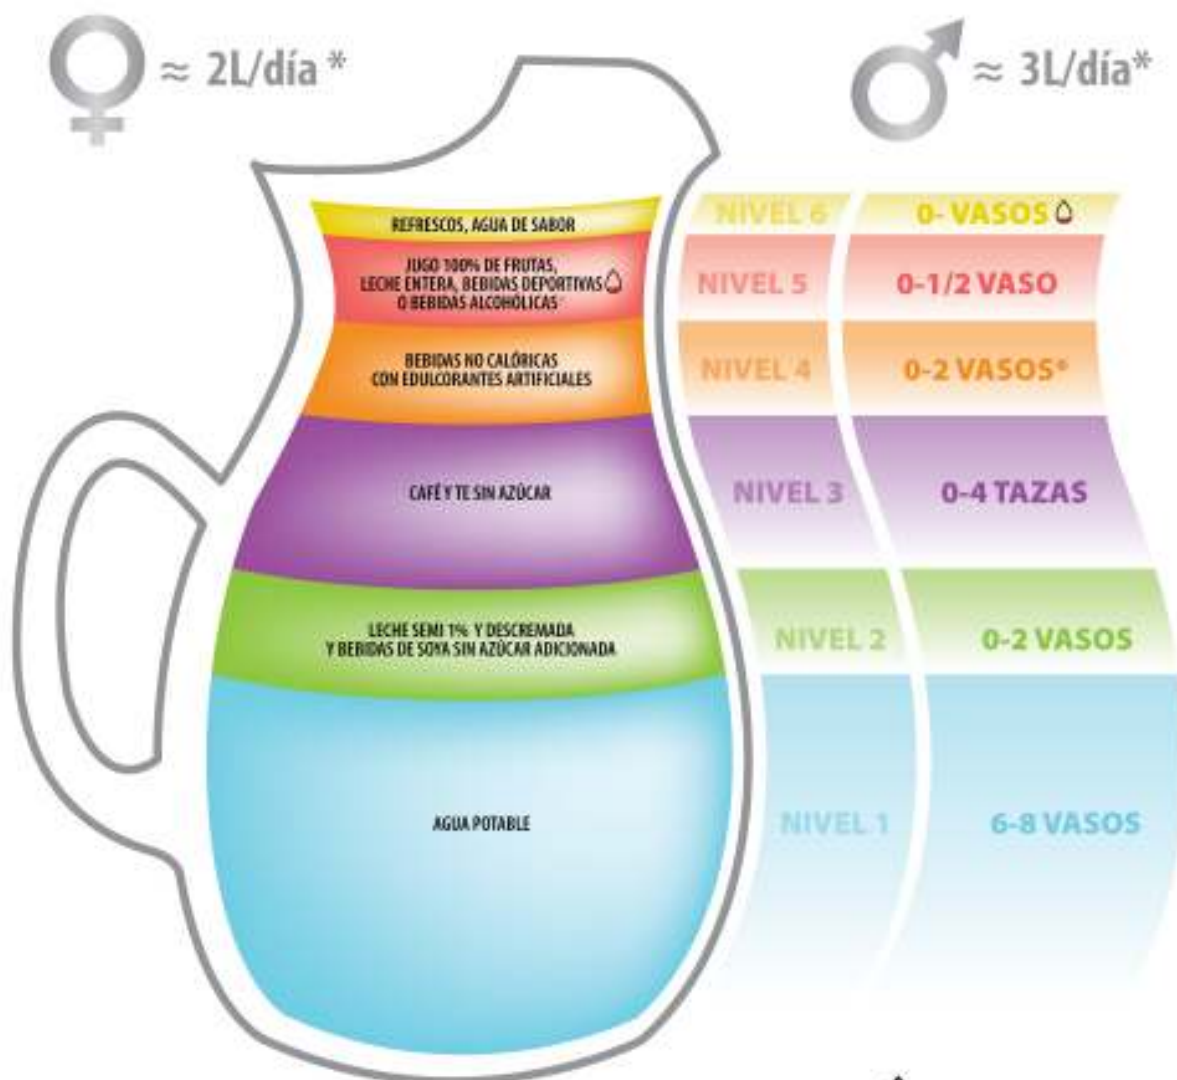 ≈ 2L/día *
≈ 3L/día*
REFRESCOS, AGUA DE SABOR
NIVEL 6
0- VASOS
JUGO 100% DE FRUTAS,
LECHE ENTERA, BEBIDAS DEPORTIVAS
O BEBIDAS ALCOHÓLICAS
NIVEL 5
0-1/2 VASO
BEBIDAS NO CALÓRICAS
CON EDULCORANTES ARTIFICIALES
NIVEL 4
0-2 VASOS*
CAFÉ Y TE SIN AZÚCAR
NIVEL 3
0-4 TAZAS
LECHE SEMI 1% Y DESCREMADA
Y BEBIDAS DE SOYA SIN AZÚCAR ADICIONADA
NIVEL 2
0-2 VASOS
AGUA POTABLE
NIVEL 1
6-8 VASOS